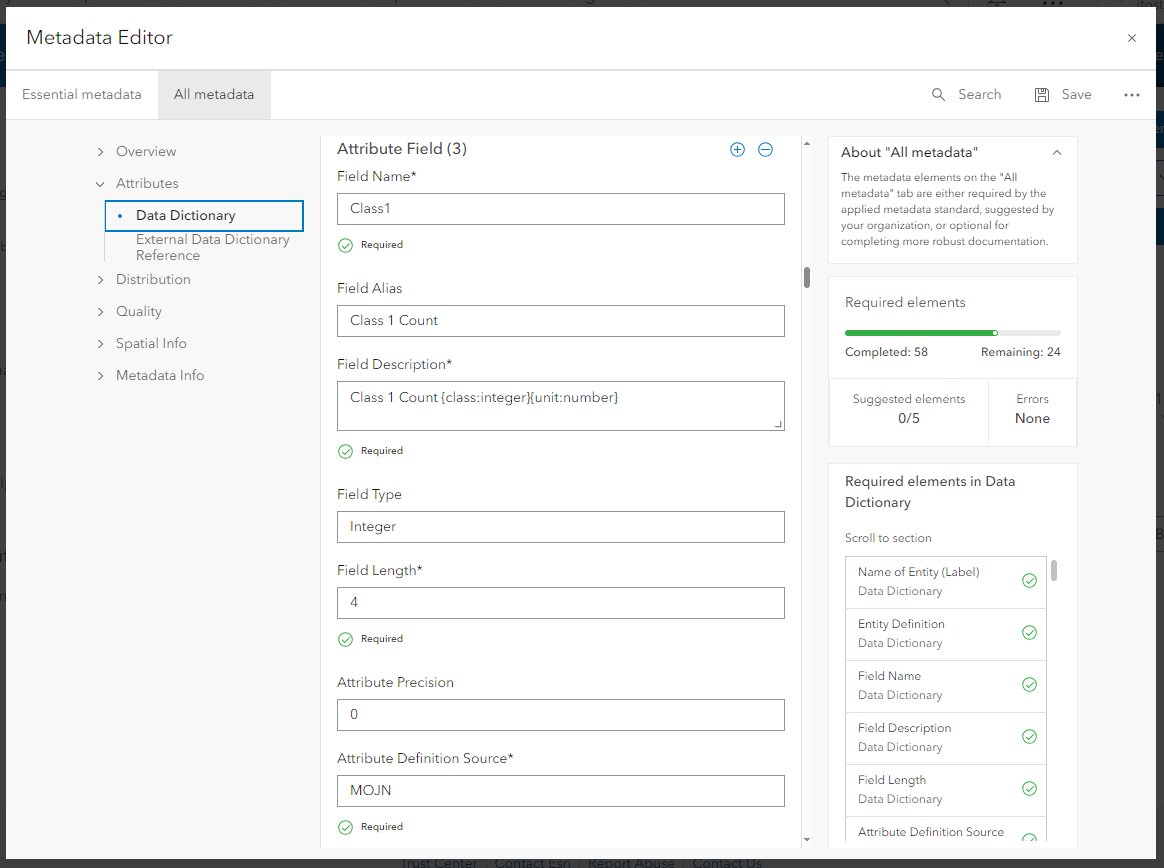 Metadata Editor
Essential metadata
All metadata
Search
Save
Overview
Attributes
Data Dictionary
External Data Dictionary
Reference
Distribution
Quality
Spatial Info
Metadata Info
Attribute Field (3)
Field Name*
Class1
Required
Field Alias
Class 1 Count
Field Description*
Class 1 Count {class:integer}{unit:number}
Required
Field Type
Integer
Field Length*
4
Required
Attribute Precision
0
Attribute Definition Source*
MOJN
Required
About "All metadata"
The metadata elements on the "All
metadata" tab are either required by the
applied metadata standard, suggested by
your organization, or optional for
completing more robust documentation.
Required elements
Completed: 58
Remaining: 24
Suggested elements
0/5
Errors
None
Required elements in Data
Dictionary
Scroll to section
Name of Entity (Label)
Data Dictionary
Entity Definition
Data Dictionary
Field Name
Data Dictionary
Field Description
Data Dictionary
Field Length
Data Dictionary
Attribute Definition Source
Trust Center | Contact Esri | Report Abuse | Contact Us